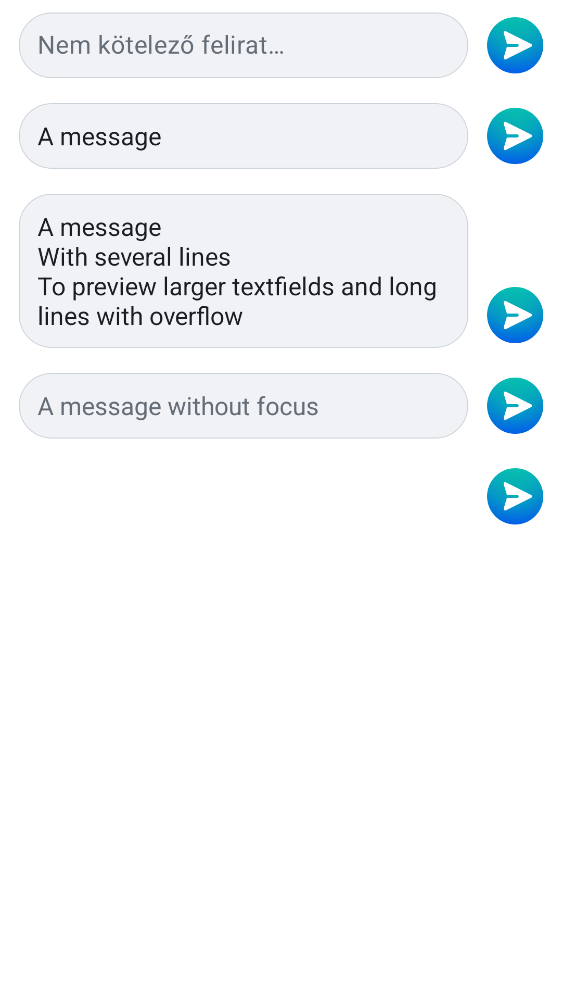 Nem kötelező felirat…
A message
A message
With several lines
To preview larger textfields and long
lines with overflow
A message without focus